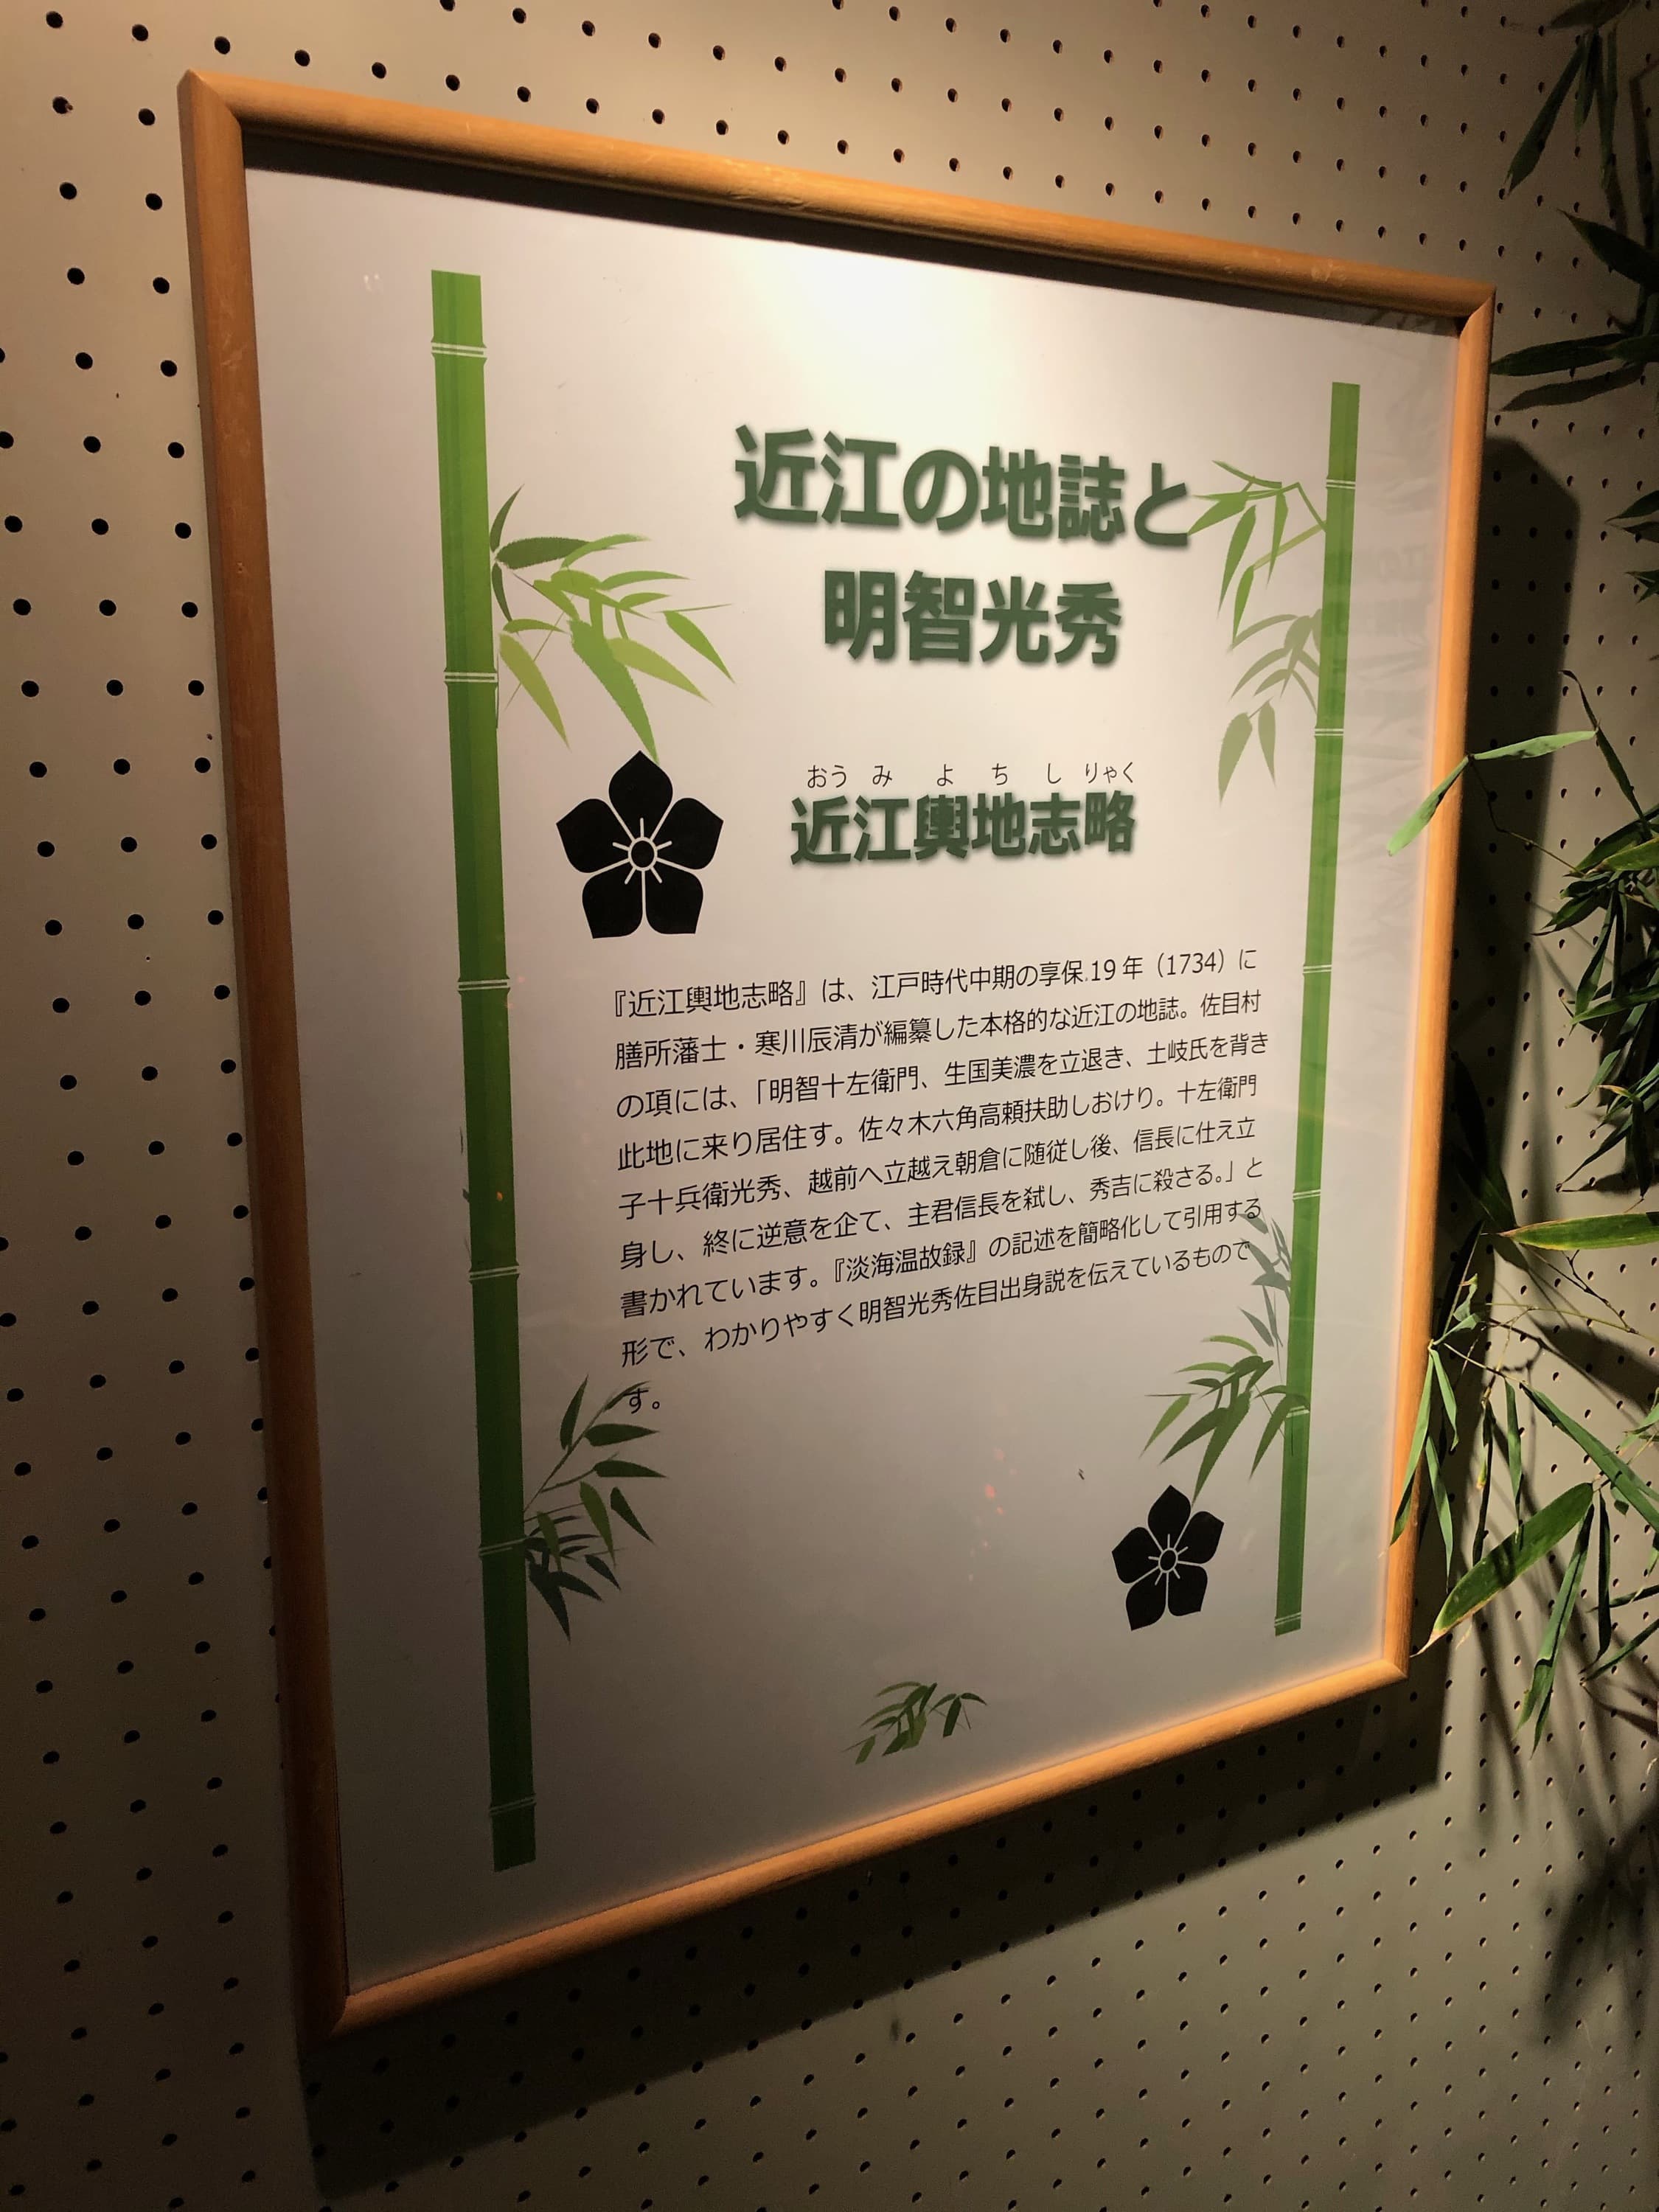 近江の地誌と
明智光秀
おうみよちしりゃく
近江輿地志略
『近江輿地志略』は、江戸時代中期の享保19年（1734）に
膳所藩士・寒川辰清が編纂した本格的な近江の地誌。佐目村
の項には、「明智十左衛門、生国美濃を立退き、土岐氏を背き
此地に来り居住す。佐々木六角高頼扶助しおけり。十左衛門
子十兵衛光秀、越前へ立越え朝倉に随従し後、信長に仕え立
身し、終に逆意を企て、主君信長を弑し、秀吉に殺さる。」と
書かれています。『淡海温故録』の記述を簡略化して引用する
形で、わかりやすく明智光秀佐目出身説を伝えているもので
す。